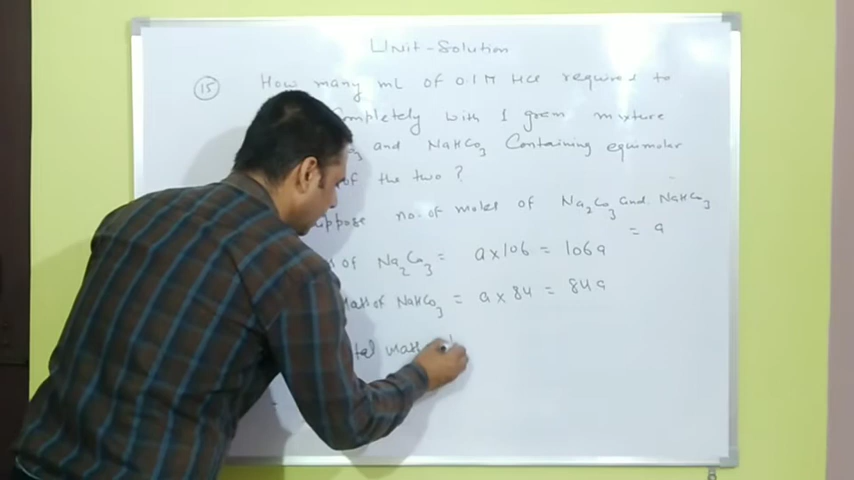 Unit-Solution
15 How many mL of 0.1M HCl required to
completely with 1 gram mixture
and NaHCO3 Containing equimolar
of the two?
no. of moles of Na2CO3 and NaHCO3
= a
of Na2CO3 = a×106 = 106a
Mass of NaHCO3 = a × 84 = 84a
mass